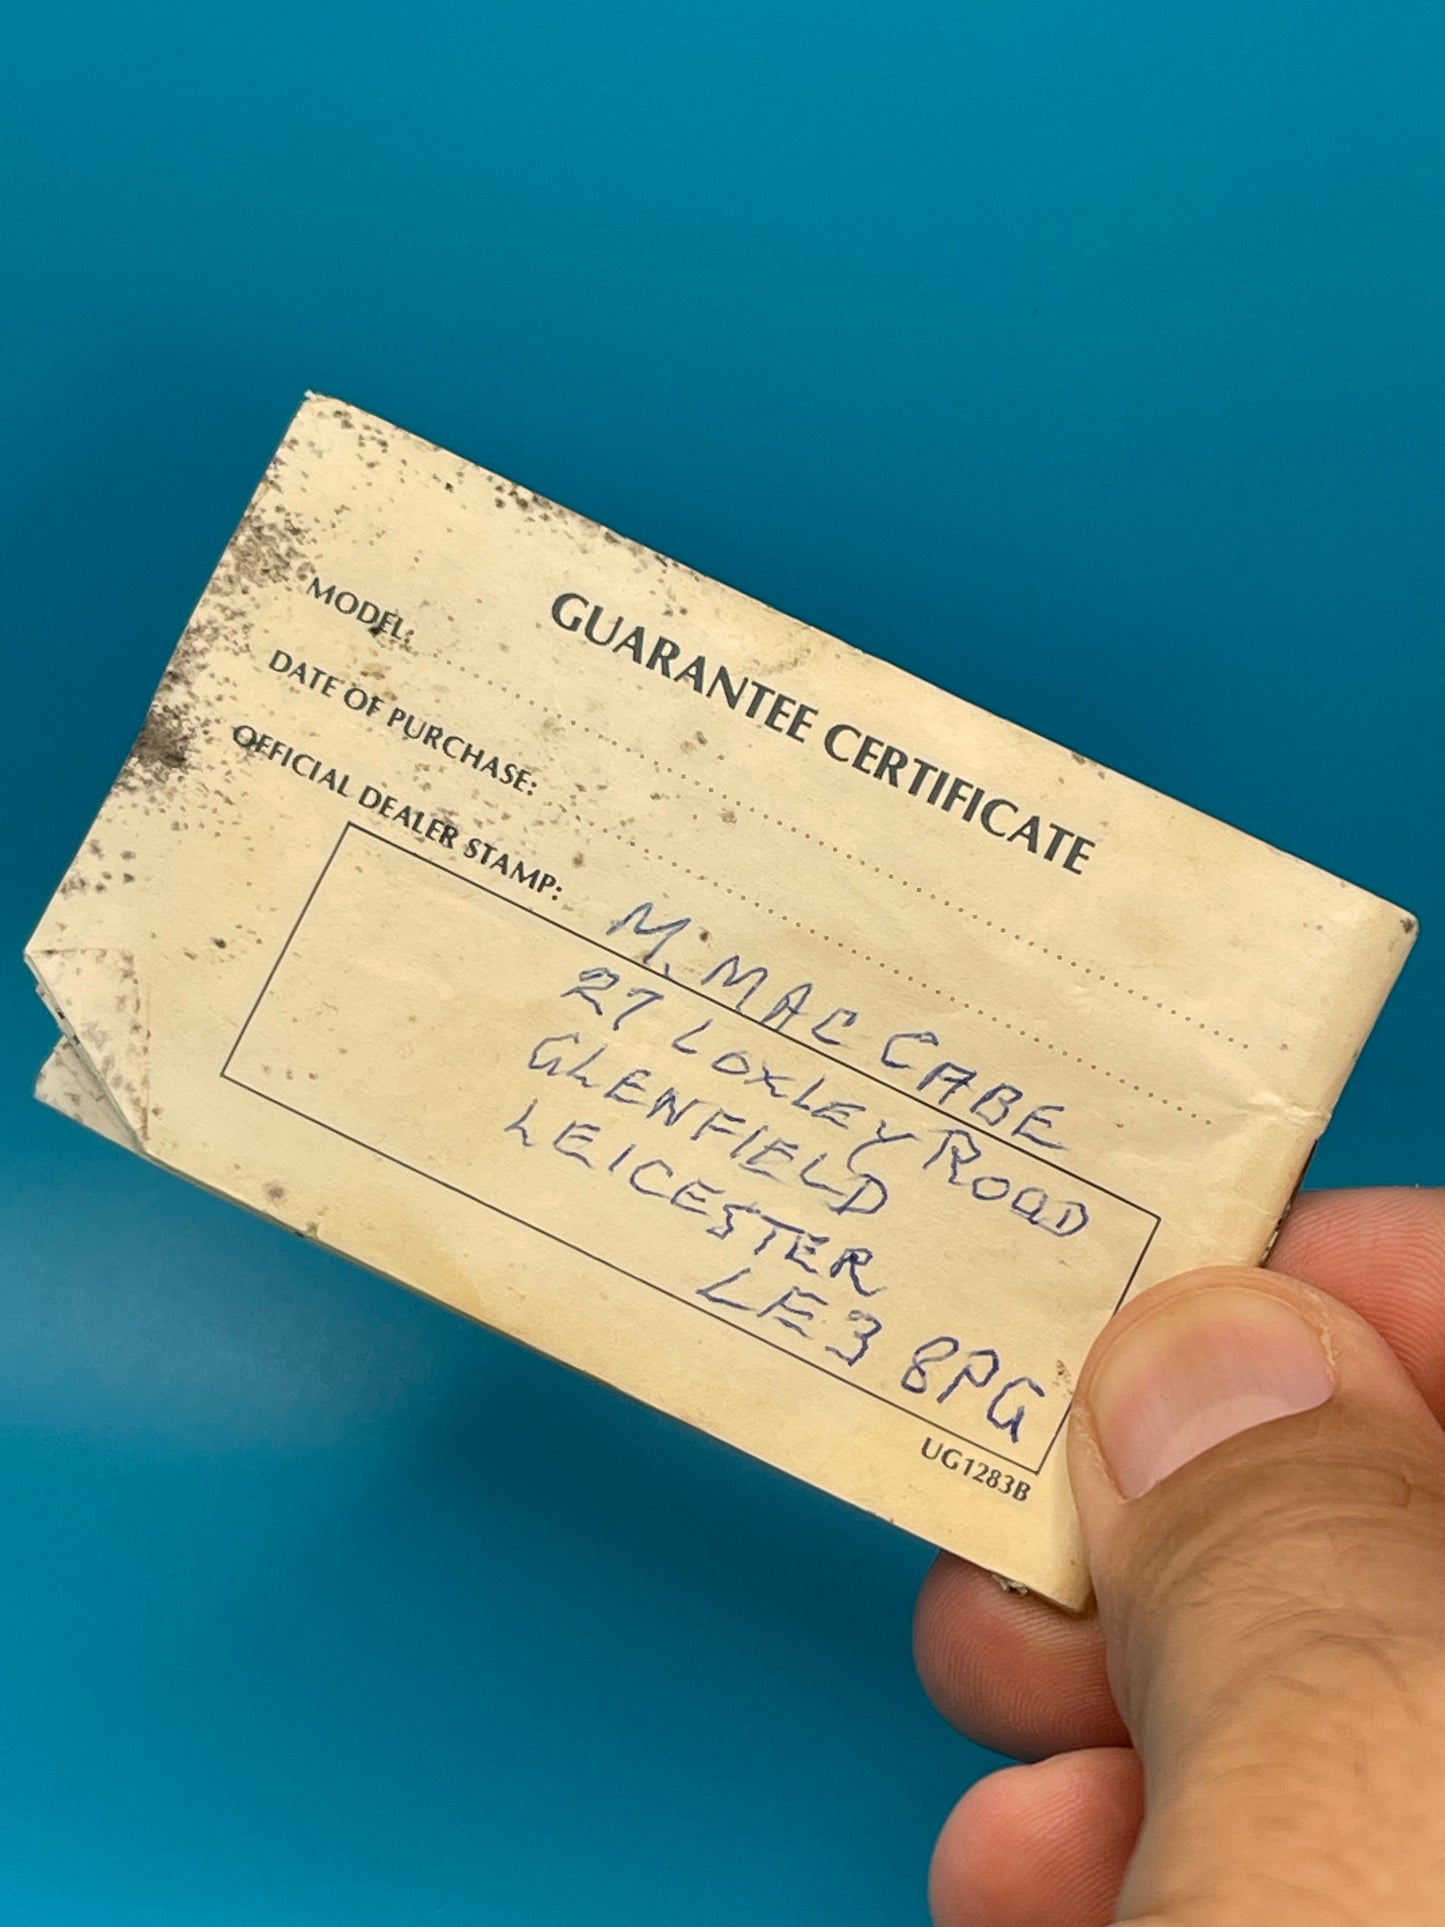 GUARANTEE CERTIFICATE
MODEL:
DATE OF PURCHASE:
OFFICIAL DEALER STAMP:
M. MAC CABE
27 LOXLEY ROAD
GLENFIELD
LEICESTER
LE3 8PG
UG1283B